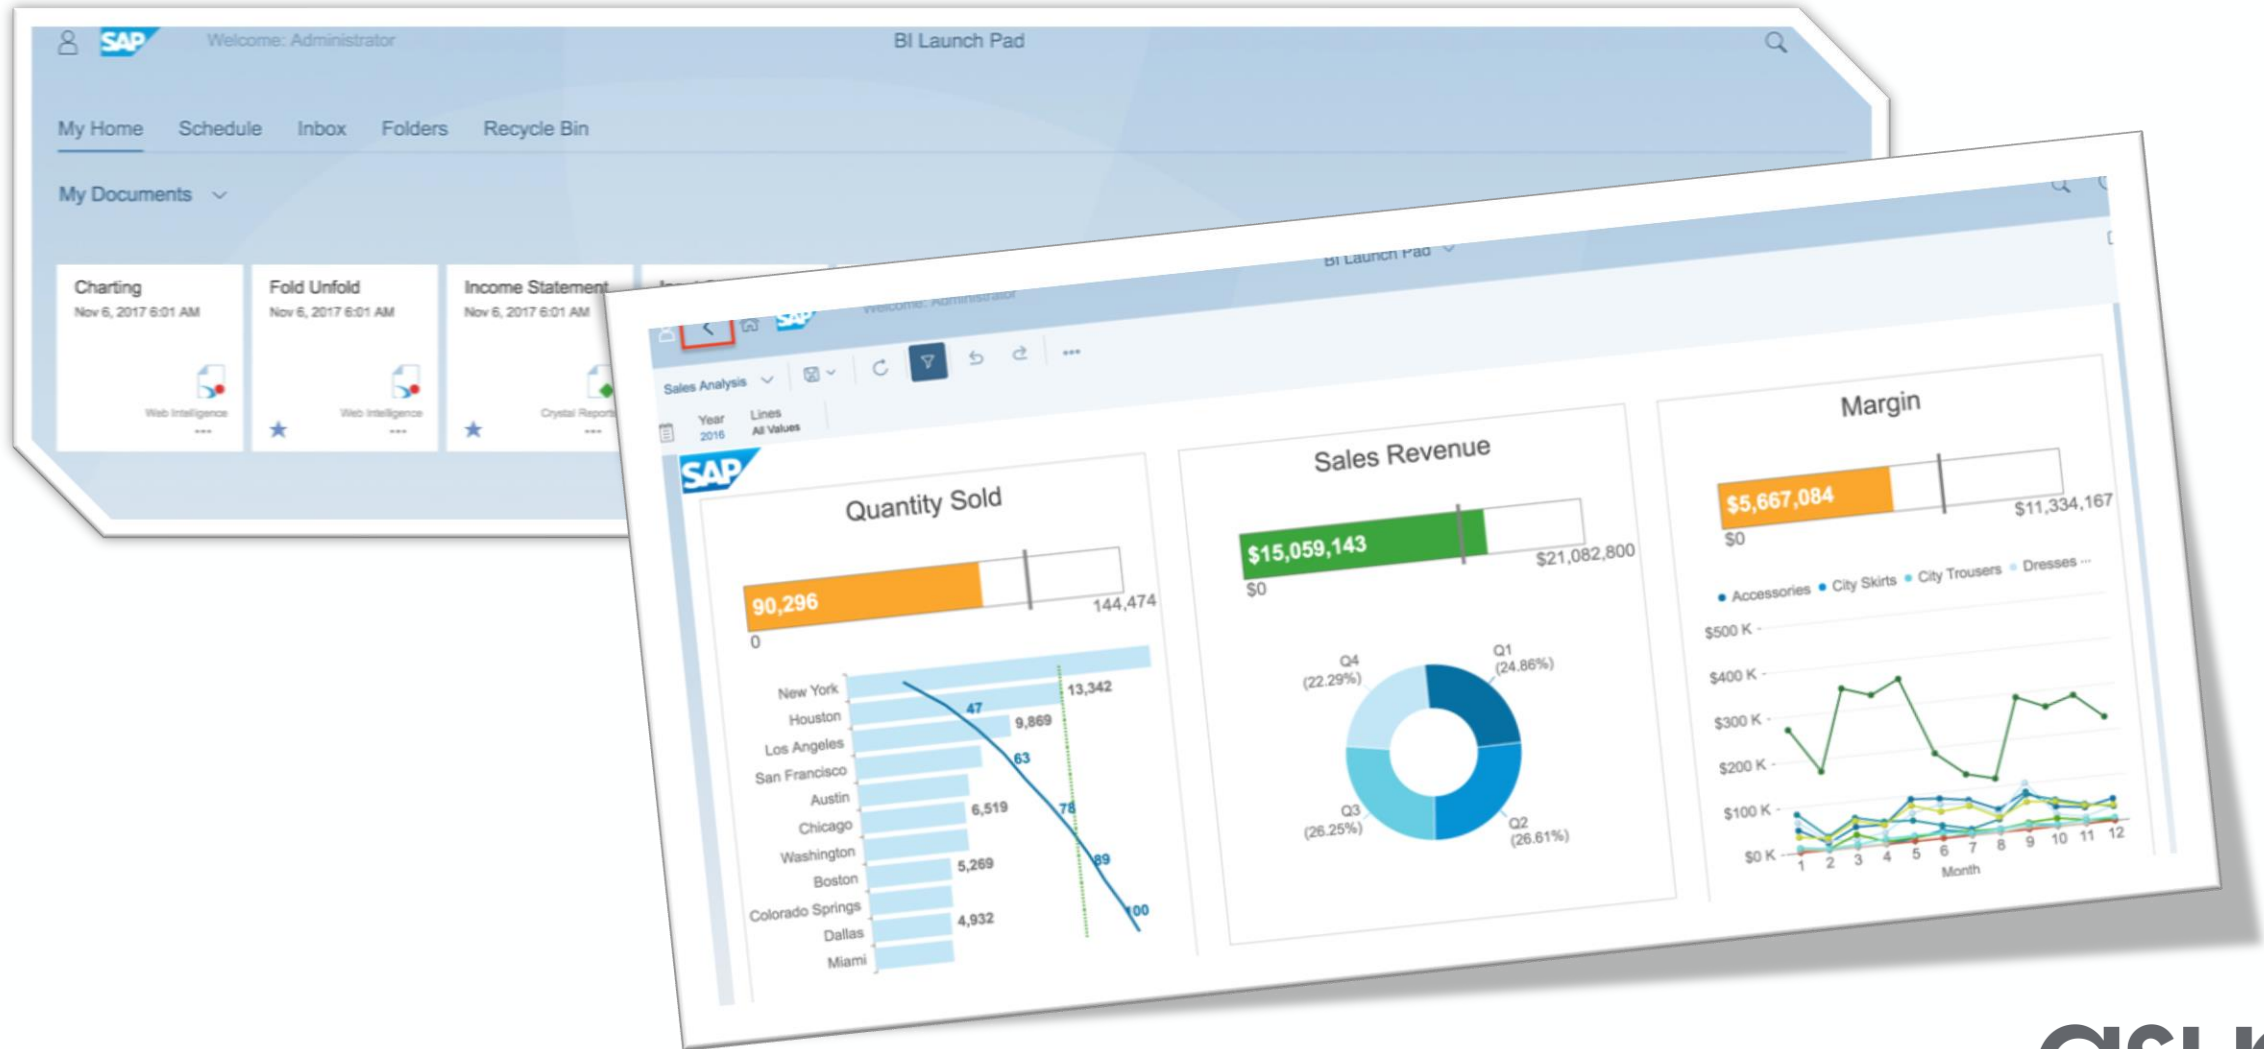 SAP Welcome: Administrator BI Launch Pad
My Home Schedule Inbox Folders Recycle Bin
My Documents
Charting
Nov 6, 2017 6:01 AM
Web Intelligence
Fold Unfold
Nov 6, 2017 6:01 AM
Web Intelligence
Income Statement
Nov 6, 2017 6:01 AM
Crystal Reports
SAP Welcome: Administrator BI Launch Pad
Sales Analysis
Year Lines
2016 All Values
SAP
Quantity Sold
90,296
0 144,474
New York
Houston 47 13,342
Los Angeles 9,869
San Francisco 63
Austin
Chicago 6,519 78
Washington
Boston 5,269 89
Colorado Springs
Dallas 4,932 100
Miami
Sales Revenue
$15,059,143
$0 $21,082,800
Q4
(22.29%)
Q1
(24.86%)
Q3
(26.25%)
Q2
(26.61%)
Margin
$5,667,084
$0 $11,334,167
Accessories City Skirts City Trousers Dresses ...
$500 K
$400 K
$300 K
$200 K
$100 K
$0 K
1 2 3 4 5 6 7 8 9 10 11 12
Month